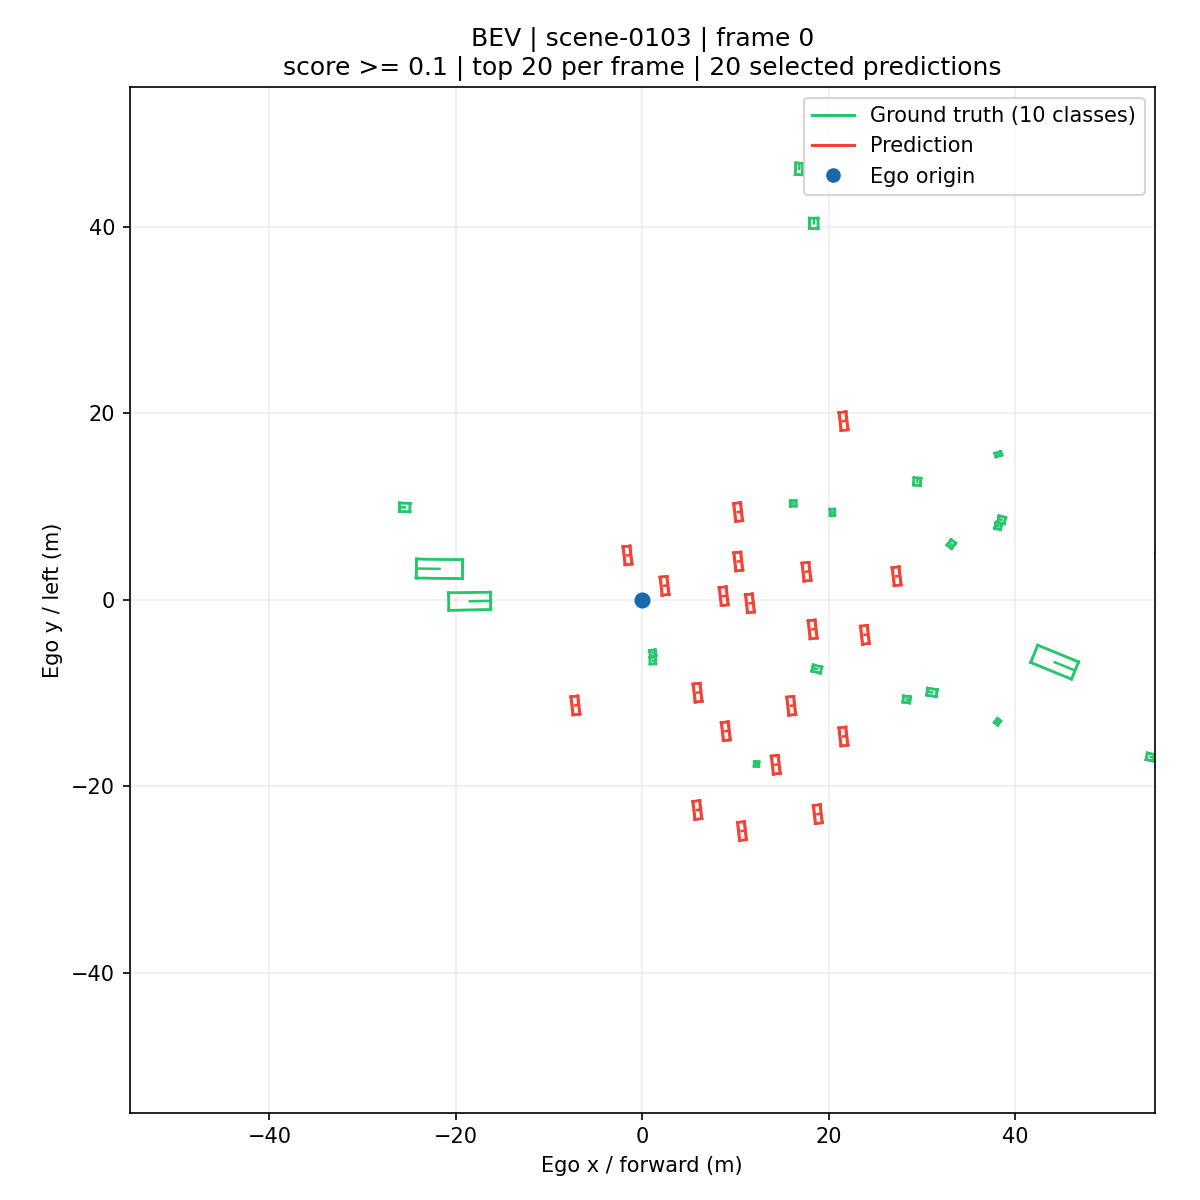 BEV | scene-0103 | frame 0
score >= 0.1 | top 20 per frame | 20 selected predictions
Ground truth (10 classes)
Prediction
Ego origin
40
20
0
−20
−40
Ego y / left (m)
−40
−20
0
20
40
Ego x / forward (m)